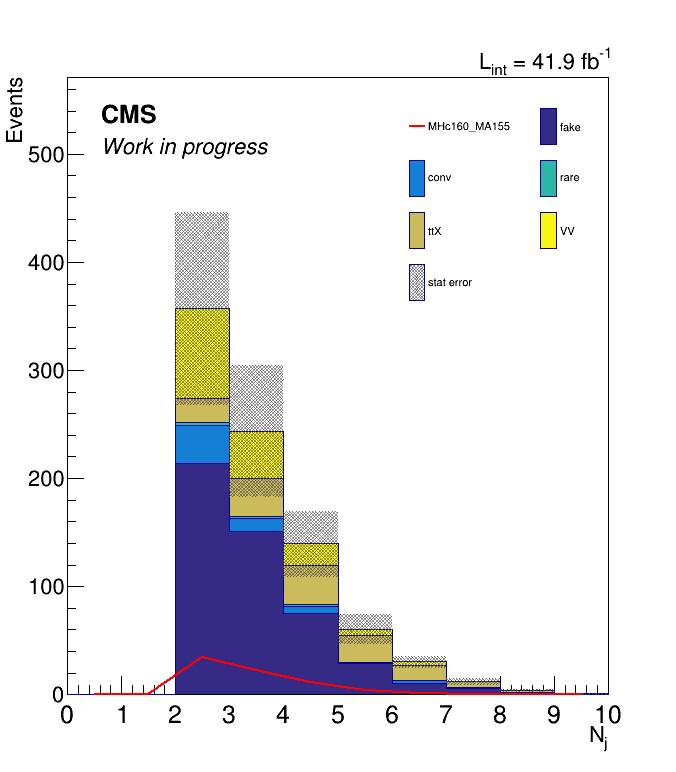 L_int = 41.9 fb^-1
Events
CMS
Work in progress
MHc160_MA155
fake
conv
rare
ttX
VV
stat error
500
400
300
200
100
0
0 1 2 3 4 5 6 7 8 9 10
N_j